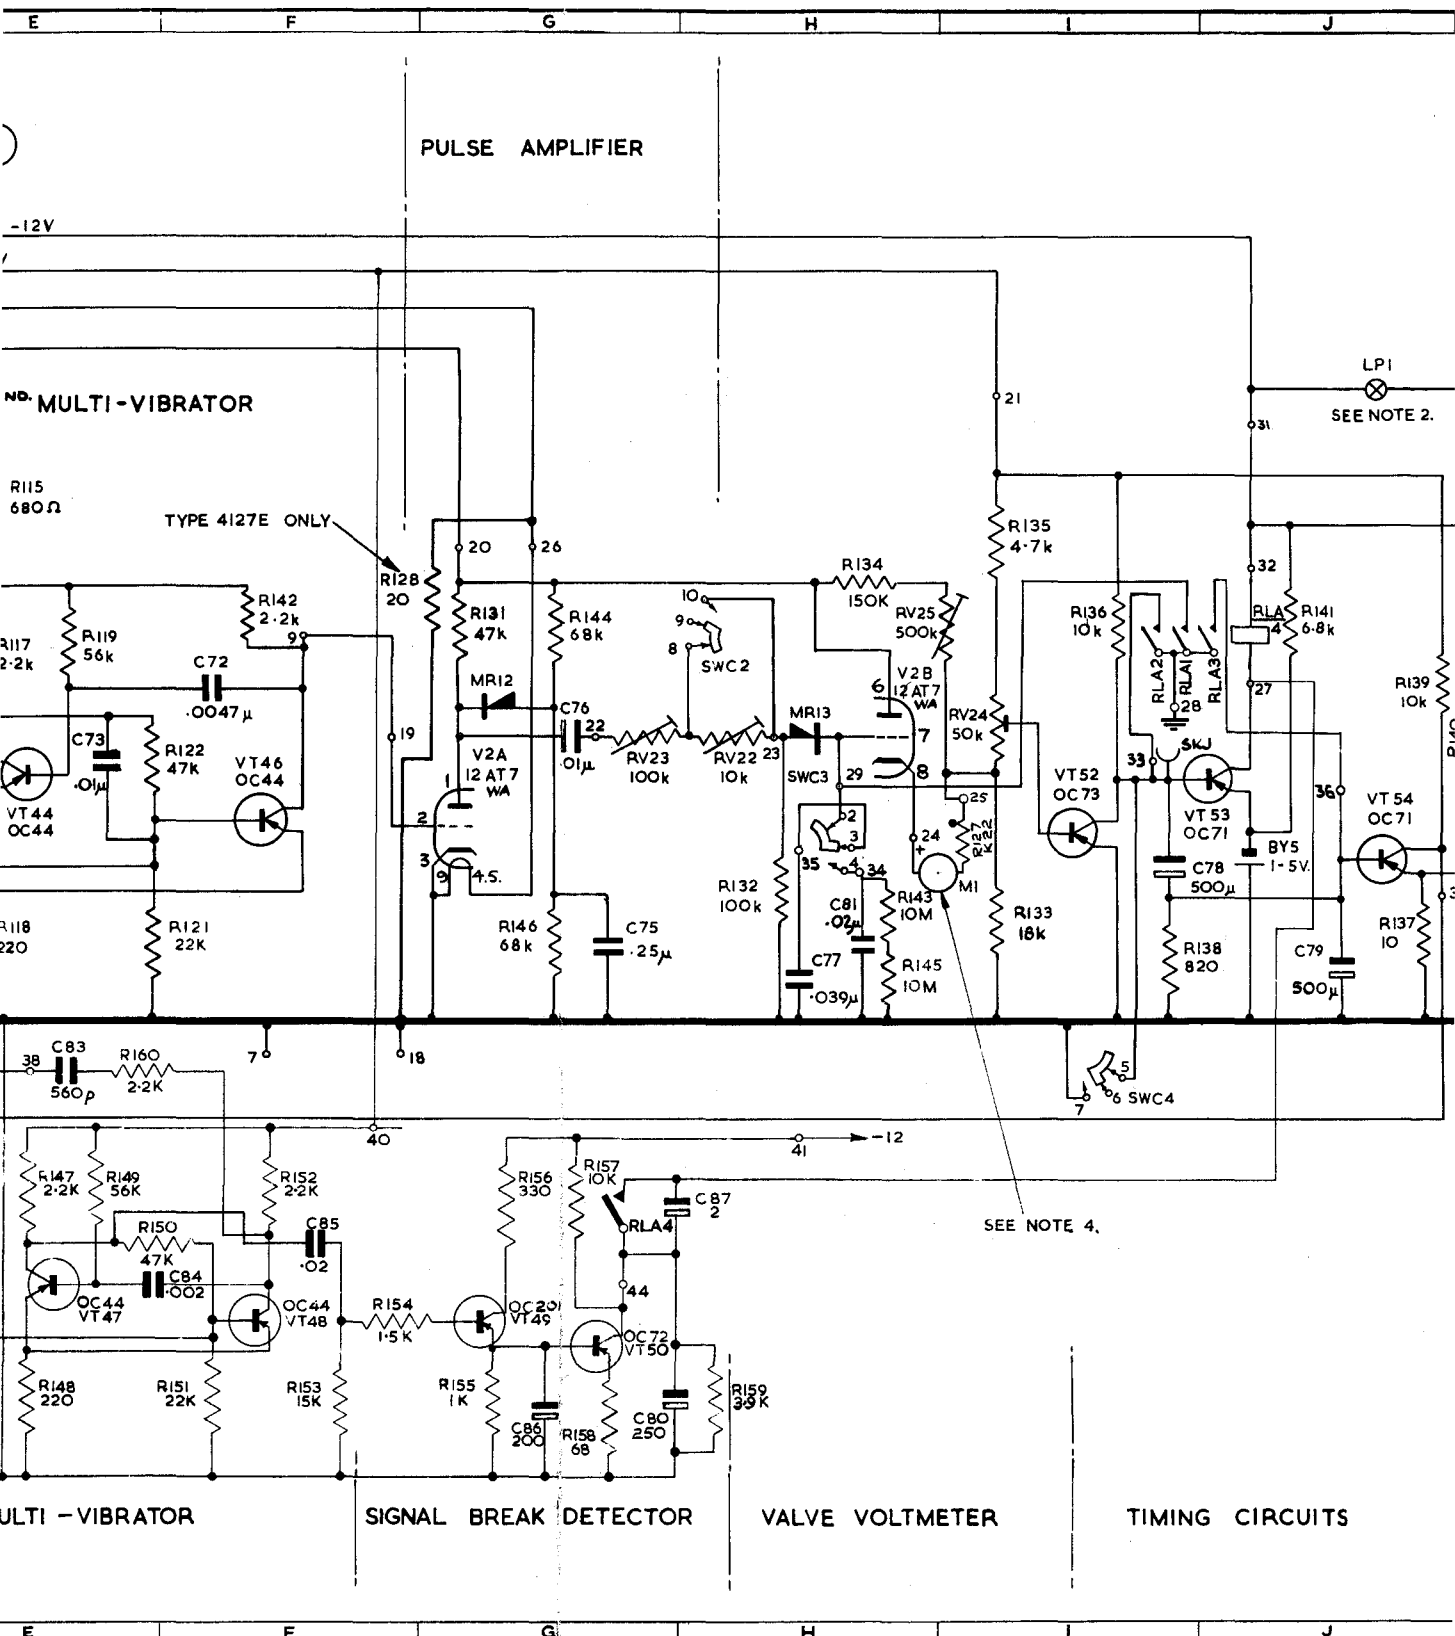 E F G H I J
PULSE AMPLIFIER
-12V
ND. MULTI-VIBRATOR
LP1
SEE NOTE 2.
21
31
R115
680Ω
TYPE 4127E ONLY
20
26
R135
4.7k
32
R128
20
R134
150K
R142
2.2k
9
R131
47k
R144
68k
10
9
8
SWC2
RV25
500k
R136
10k
RLA
4
R141
6.8k
R117
2.2k
R119
56k
C72
.0047μ
MR12
V2B
12AT7
WA
6
7
8
RLA2
RLA1
RLA3
27
28
R139
10k
C73
.01μ
R122
47K
19
C76
.01μ
22
RV23
100k
RV22
10k
23
MR13
SWC3
29
RV24
50k
33
SKJ
VT46
OC44
V2A
12AT7
WA
1
2
3
9
4.5.
VT44
OC44
VT52
OC73
VT53
OC71
36
VT54
OC71
25
R127
K22
24
+
M1
2
3
4
35
34
BY5
1-5V.
C78
500μ
R132
100k
C81
.02μ
R143
10M
R118
220
R121
22K
R146
68k
C75
.25μ
C77
.039μ
R145
10M
R133
18k
R138
820
C79
500μ
R137
10
38
C83
560p
R160
2.2K
7
18
5
6
7
SWC4
40
41
-12
R147
2.2K
R149
56K
R152
2.2K
R156
330
R157
10K
RLA4
C87
2
SEE NOTE 4.
R150
47K
C85
.02
C84
.002
44
OC44
VT47
OC44
VT48
R154
1.5K
OC20
VT49
OC72
VT50
R148
220
R151
22K
R153
15K
R155
1K
C86
200
R158
68
C80
250
R159
3.9K
ULTI-VIBRATOR
SIGNAL BREAK DETECTOR
VALVE VOLTMETER
TIMING CIRCUITS
E F G H I J